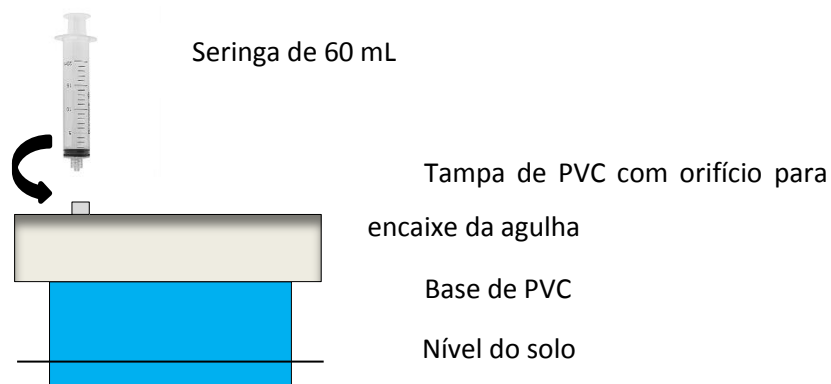 Seringa de 60 mL
Tampa de PVC com orifício para
encaixe da agulha
Base de PVC
Nível do solo